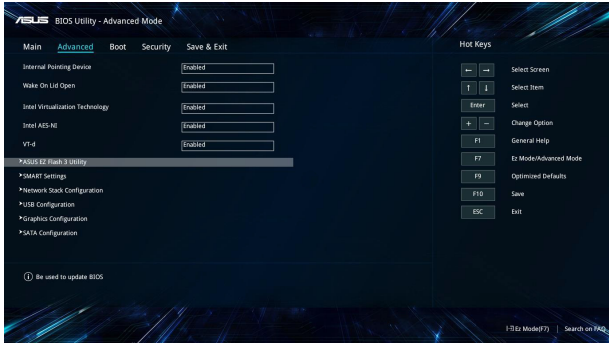 ASUS BIOS Utility - Advanced Mode
Main Advanced Boot Security Save & Exit
Hot Keys
Internal Pointing Device Enabled
Wake On Lid Open Enabled
Intel Virtualization Technology Enabled
Intel AES-NI Enabled
VT-d Enabled
ASUS EZ Flash 3 Utility
SMART Settings
Network Stack Configuration
USB Configuration
Graphics Configuration
SATA Configuration
← → Select Screen
↑ ↓ Select Item
Enter Select
+ − Change Option
F1 General Help
F7 Ez Mode/Advanced Mode
F9 Optimized Defaults
F10 Save
ESC Exit
Be used to update BIOS
Ez Mode(F7) | Search on FAQ